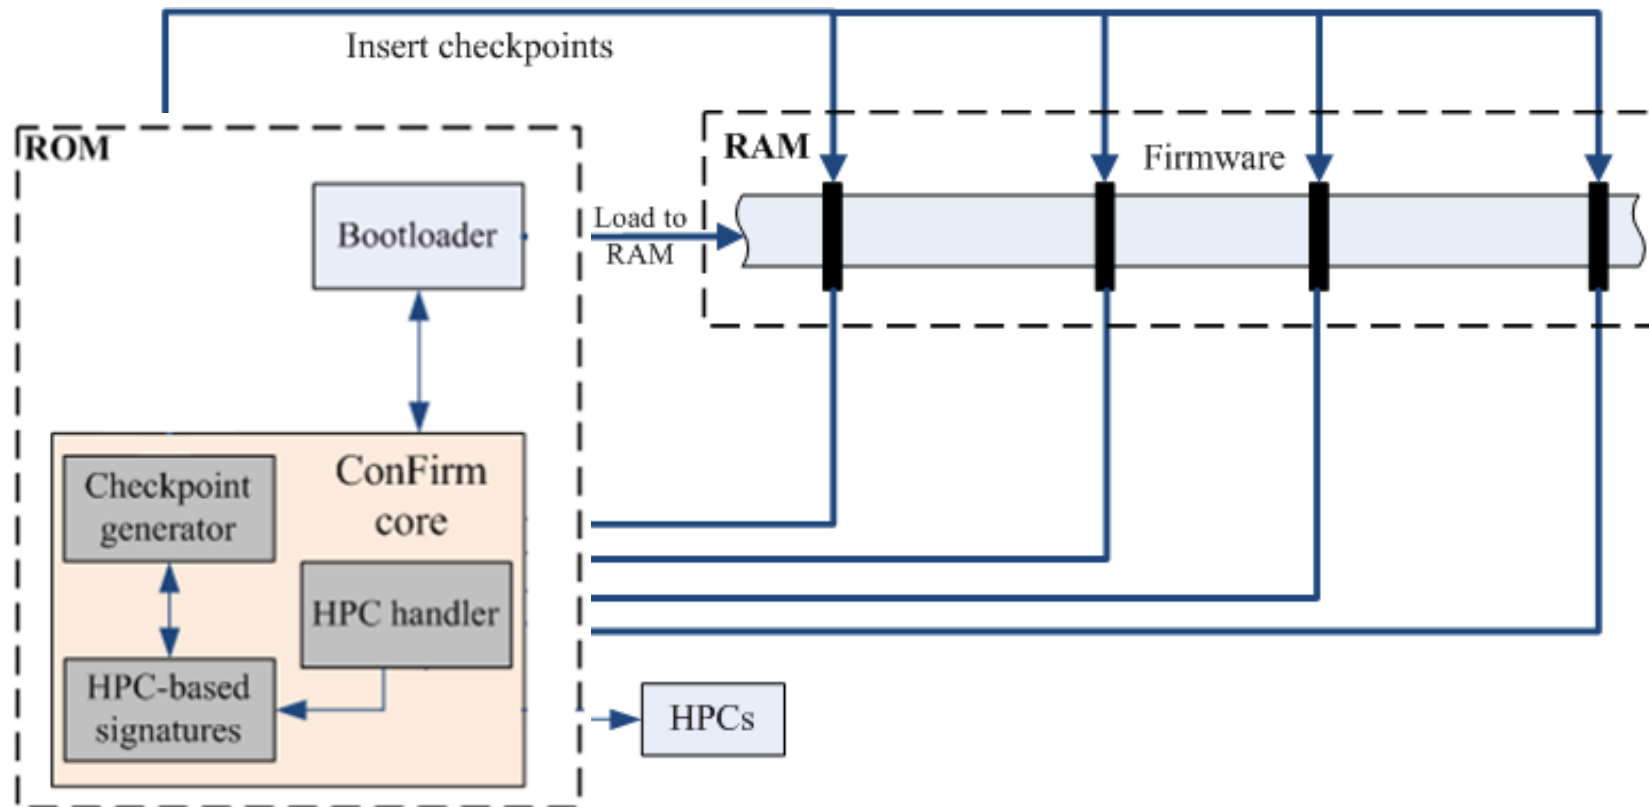 Insert checkpoints
ROM
RAM
Firmware
Bootloader
Load to
RAM
Checkpoint
generator
ConFirm
core
HPC handler
HPC-based
signatures
HPCs